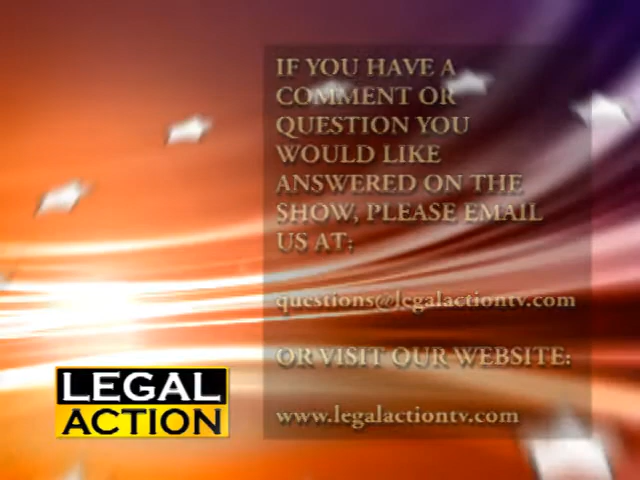 IF YOU HAVE A
COMMENT OR
QUESTION YOU
WOULD LIKE
ANSWERED ON THE
SHOW, PLEASE EMAIL
US AT:
questions@legalactiontv.com
OR VISIT OUR WEBSITE:
www.legalactiontv.com
LEGAL
ACTION